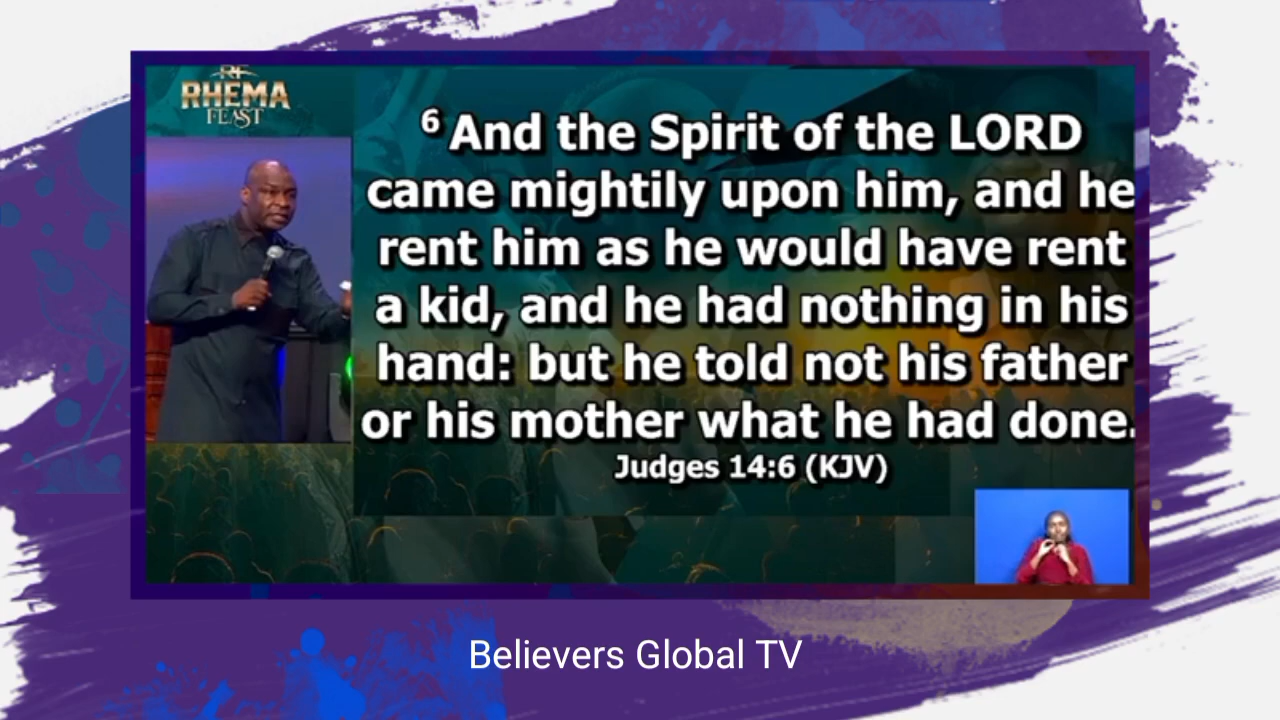 RF
RHEMA
FEAST
6 And the Spirit of the LORD
came mightily upon him, and he
rent him as he would have rent
a kid, and he had nothing in his
hand: but he told not his father
or his mother what he had done.
Judges 14:6 (KJV)
Believers Global TV